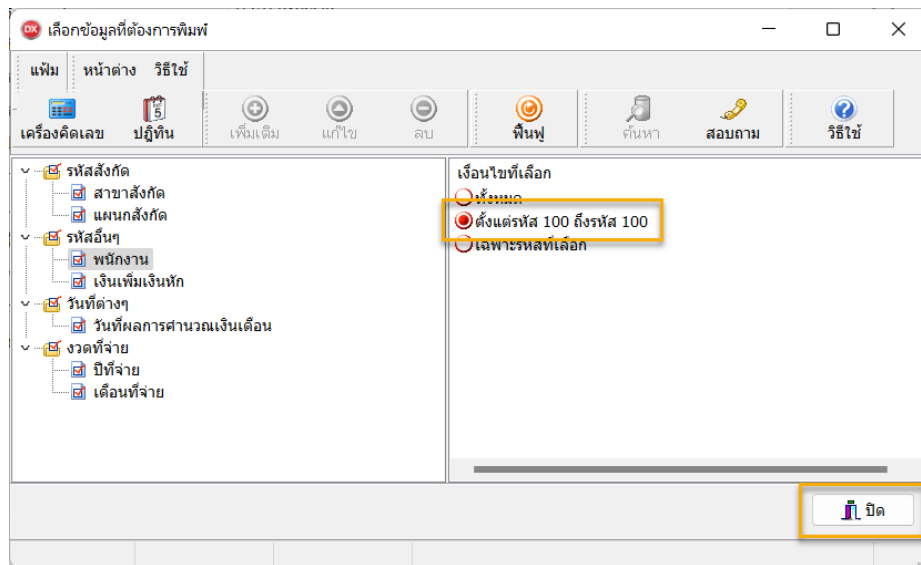 DX เลือกข้อมูลที่ต้องการพิมพ์
แฟ้ม หน้าต่าง วิธีใช้
เครื่องคิดเลข ปฏิทิน เพิ่มเติม แก้ไข ลบ ฟื้นฟู ค้นหา สอบถาม วิธีใช้
รหัสสังกัด
สาขาสังกัด
แผนกสังกัด
รหัสอื่นๆ
พนักงาน
เงินเพิ่มเงินหัก
วันที่ต่างๆ
วันที่ผลการคำนวณเงินเดือน
งวดที่จ่าย
ปีที่จ่าย
เดือนที่จ่าย
เงื่อนไขที่เลือก
ทั้งหมด
ตั้งแต่รหัส 100 ถึงรหัส 100
เฉพาะรหัสที่เลือก
ปิด